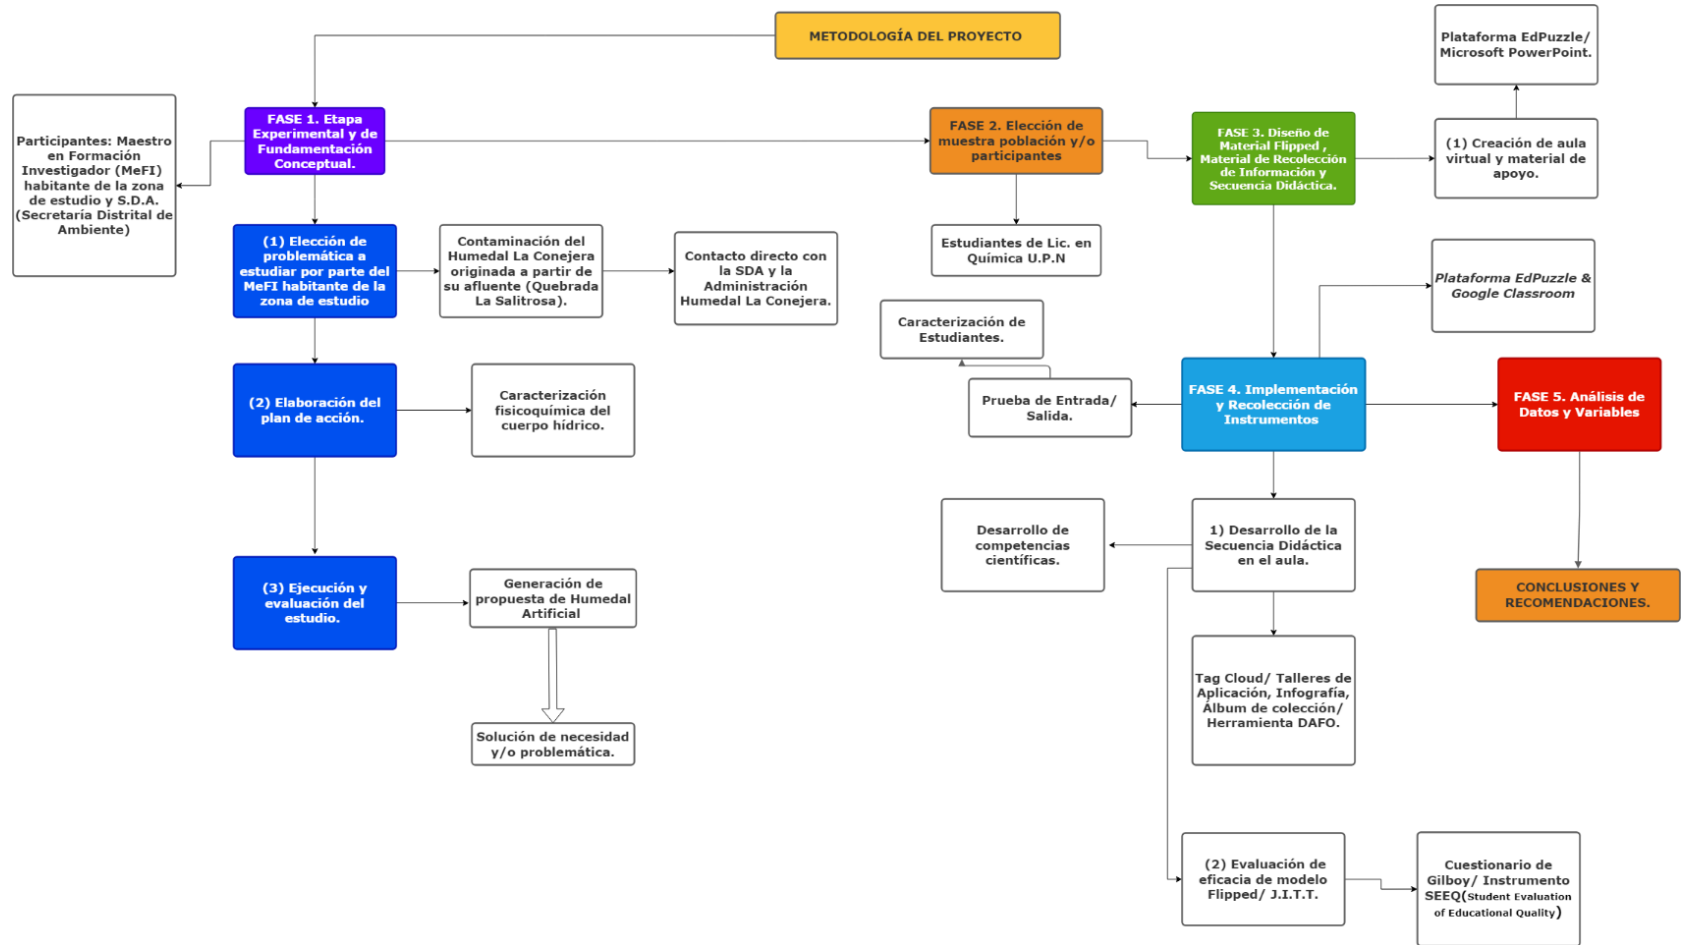 METODOLOGÍA DEL PROYECTO
Plataforma EdPuzzle/
Microsoft PowerPoint.
Participantes: Maestro
en Formación
Investigador (MeFI)
habitante de la zona
de estudio y S.D.A.
(Secretaría Distrital de
Ambiente)
FASE 1. Etapa
Experimental y de
Fundamentación
Conceptual.
FASE 2. Elección de
muestra población y/o
participantes
FASE 3. Diseño de
Material Flipped ,
Material de Recolección
de Información y
Secuencia Didáctica.
(1) Creación de aula
virtual y material de
apoyo.
(1) Elección de
problemática a
estudiar por parte del
MeFI habitante de la
zona de estudio
Contaminación del
Humedal La Conejera
originada a partir de
su afluente (Quebrada
La Salitrosa).
Contacto directo con
la SDA y la
Administración
Humedal La Conejera.
Estudiantes de Lic. en
Química U.P.N
Plataforma EdPuzzle &
Google Classroom
Caracterización de
Estudiantes.
(2) Elaboración del
plan de acción.
Caracterización
fisicoquímica del
cuerpo hídrico.
Prueba de Entrada/
Salida.
FASE 4. Implementación
y Recolección de
Instrumentos
FASE 5. Análisis de
Datos y Variables
Desarrollo de
competencias
científicas.
1) Desarrollo de la
Secuencia Didáctica
en el aula.
(3) Ejecución y
evaluación del
estudio.
Generación de
propuesta de Humedal
Artificial
CONCLUSIONES Y
RECOMENDACIONES.
Tag Cloud/ Talleres de
Aplicación, Infografía,
Álbum de colección/
Herramienta DAFO.
Solución de necesidad
y/o problemática.
(2) Evaluación de
eficacia de modelo
Flipped/ J.I.T.T.
Cuestionario de
Gilboy/ Instrumento
SEEQ(Student Evaluation
of Educational Quality)